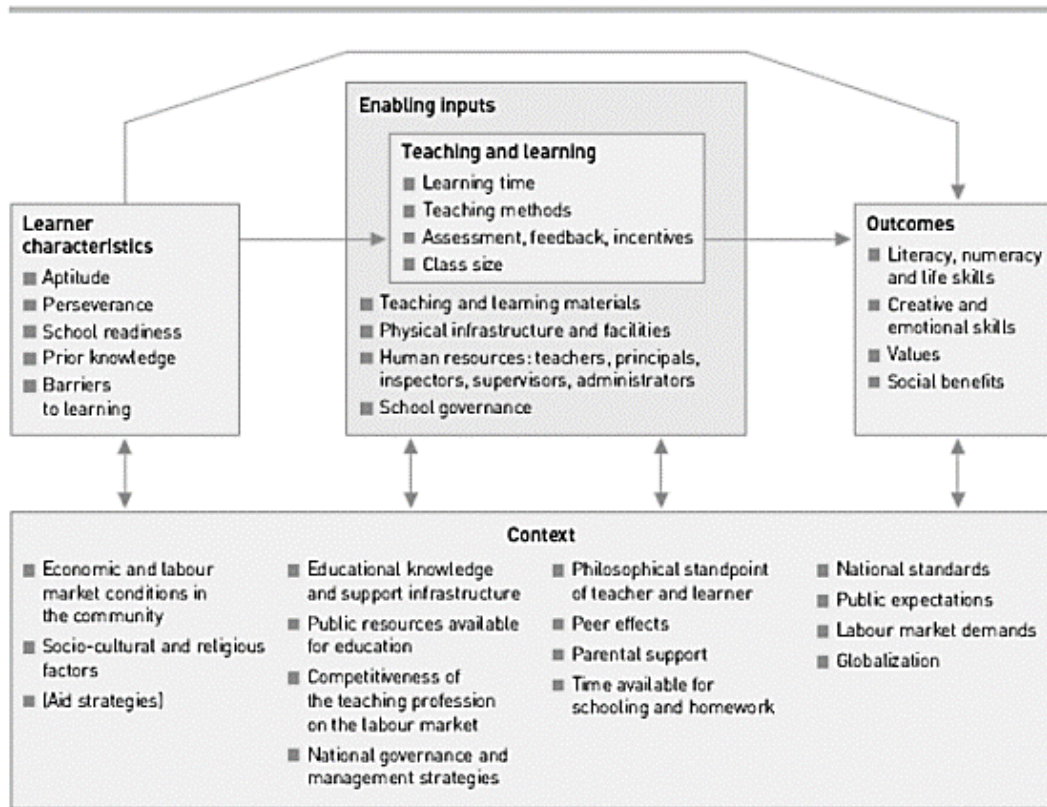 Enabling inputs
Teaching and learning
Learning time
Teaching methods
Assessment, feedback, incentives
Class size
Teaching and learning materials
Physical infrastructure and facilities
Human resources: teachers, principals,
inspectors, supervisors, administrators
School governance
Learner
characteristics
Aptitude
Perseverance
School readiness
Prior knowledge
Barriers
to learning
Outcomes
Literacy, numeracy
and life skills
Creative and
emotional skills
Values
Social benefits
Context
Economic and labour
market conditions in
the community
Socio-cultural and religious
factors
(Aid strategies)
Educational knowledge
and support infrastructure
Public resources available
for education
Competitiveness of
the teaching profession
on the labour market
National governance and
management strategies
Philosophical standpoint
of teacher and learner
Peer effects
Parental support
Time available for
schooling and homework
National standards
Public expectations
Labour market demands
Globalization